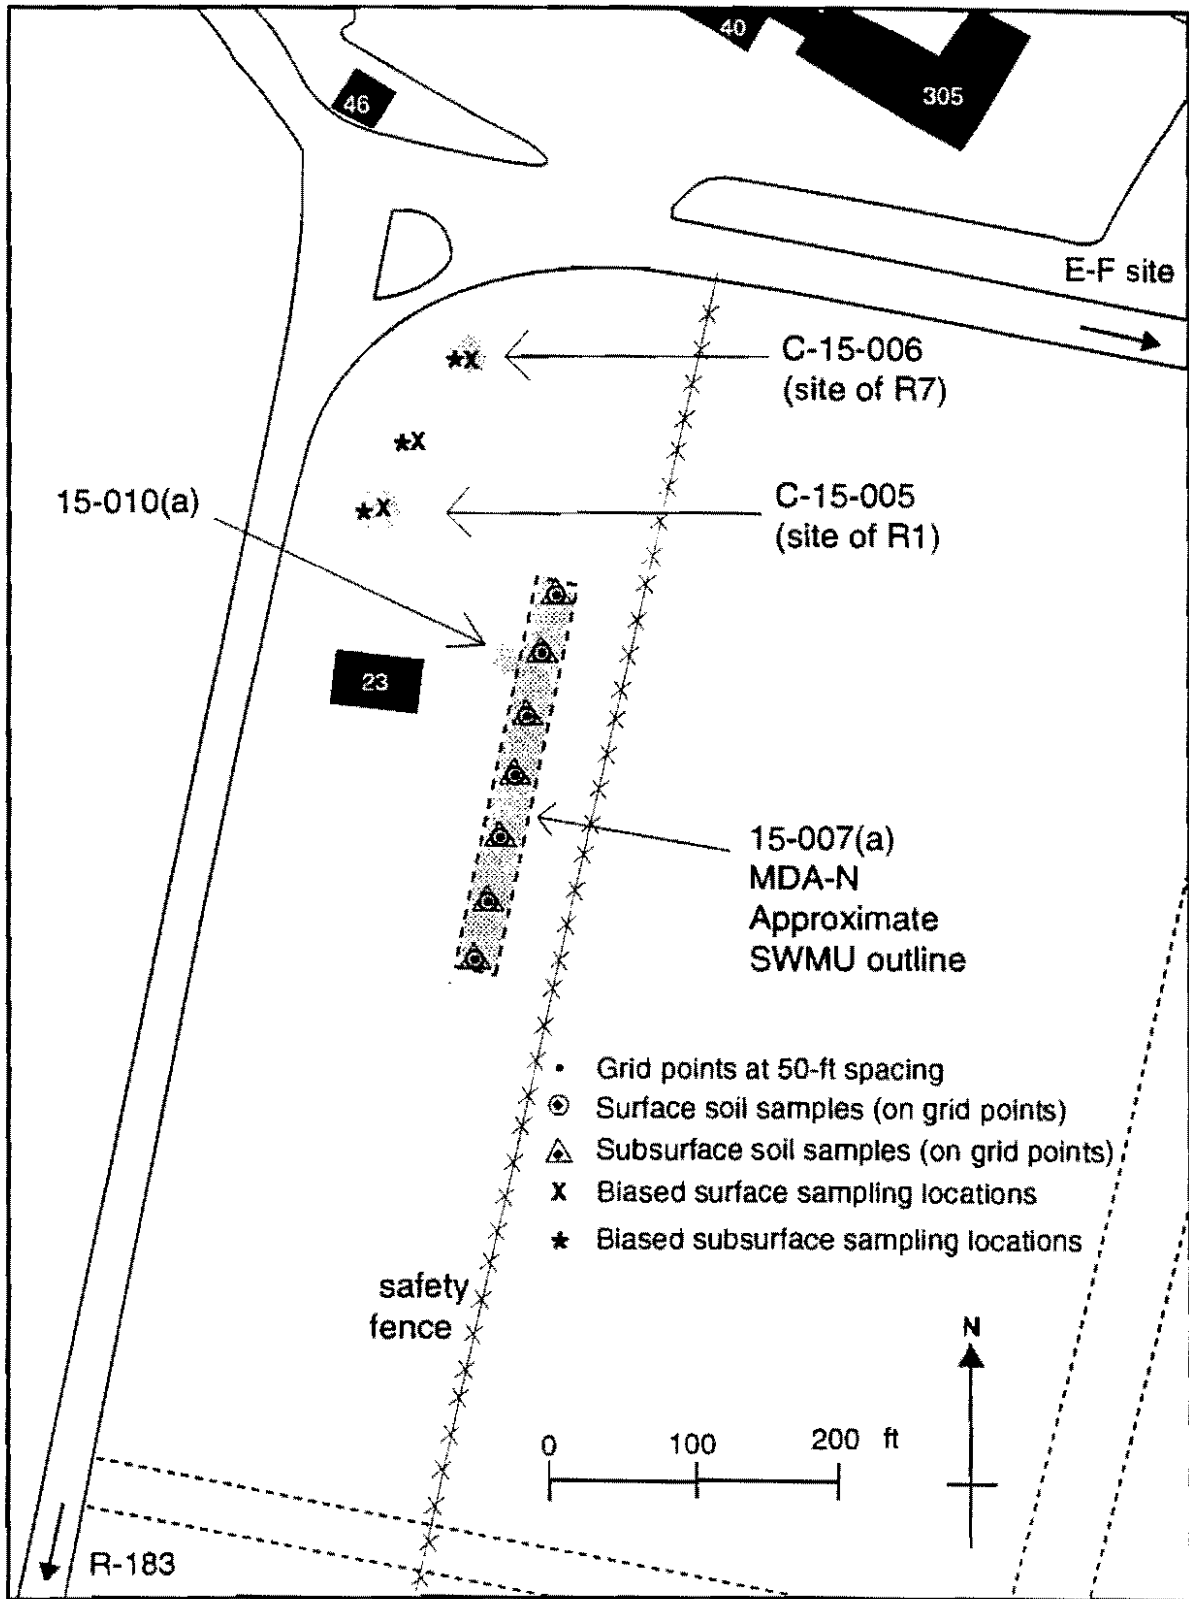 40
46
305
E-F site
C-15-006
(site of R7)
15-010(a)
C-15-005
(site of R1)
23
15-007(a)
MDA-N
Approximate
SWMU outline
Grid points at 50-ft spacing
Surface soil samples (on grid points)
Subsurface soil samples (on grid points)
X Biased surface sampling locations
Biased subsurface sampling locations
safety
fence
N
0 100 200 ft
R-183